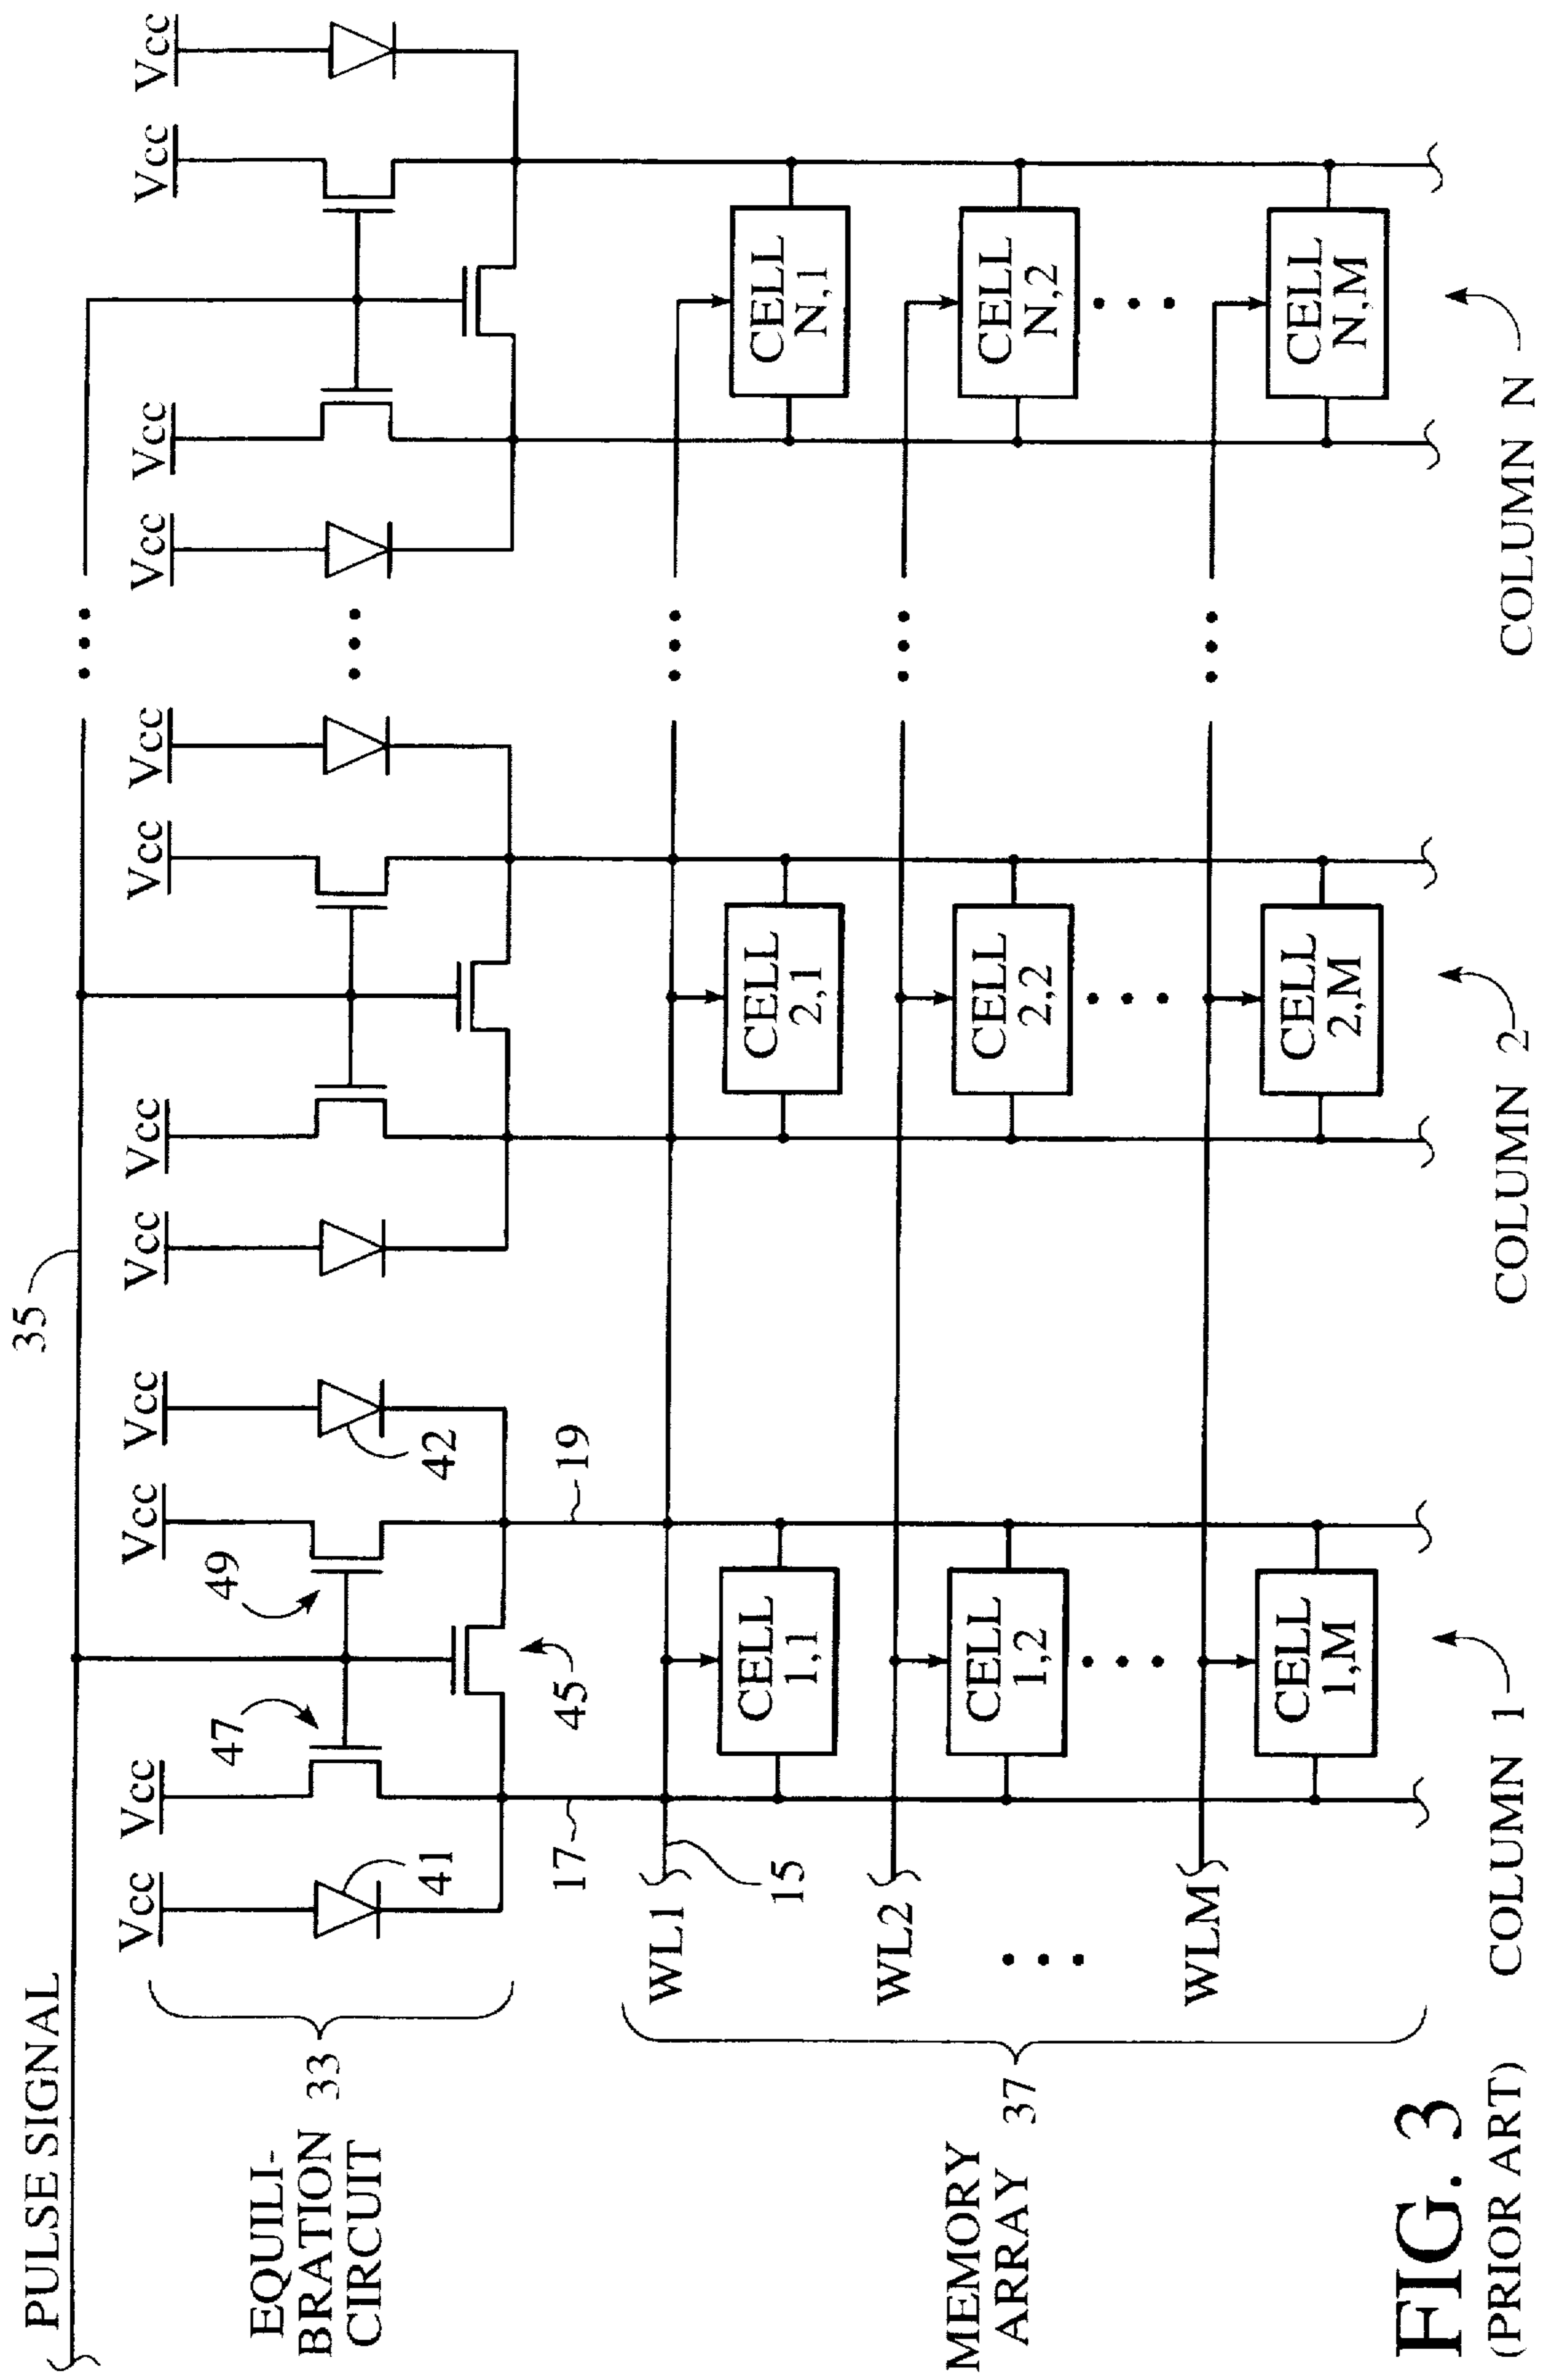 PULSE SIGNAL
35
Vcc
Vcc
Vcc
Vcc
Vcc
Vcc
Vcc
Vcc
Vcc
Vcc
Vcc
Vcc
EQUILI-
BRATION 33
CIRCUIT
41
47
49
42
45
17
19
WL1
15
CELL
1,1
CELL
2,1
CELL
N,1
WL2
CELL
1,2
CELL
2,2
CELL
N,2
MEMORY
ARRAY 37
WLM
CELL
1,M
CELL
2,M
CELL
N,M
COLUMN 1
COLUMN 2
COLUMN N
FIG. 3
(PRIOR ART)